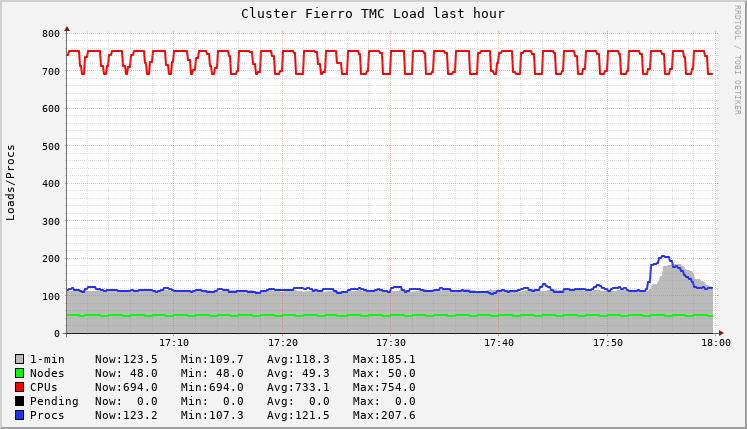 Cluster Fierro TMC Load last hour
RRDTOOL / TOBI OETIKER
Loads/Procs
800
700
600
500
400
300
200
100
0
17:10 17:20 17:30 17:40 17:50 18:00
1-min Now:123.5 Min:109.7 Avg:118.3 Max:185.1
Nodes Now: 48.0 Min: 48.0 Avg: 49.3 Max: 50.0
CPUs Now:694.0 Min:694.0 Avg:733.1 Max:754.0
Pending Now: 0.0 Min: 0.0 Avg: 0.0 Max: 0.0
Procs Now:123.2 Min:107.3 Avg:121.5 Max:207.6